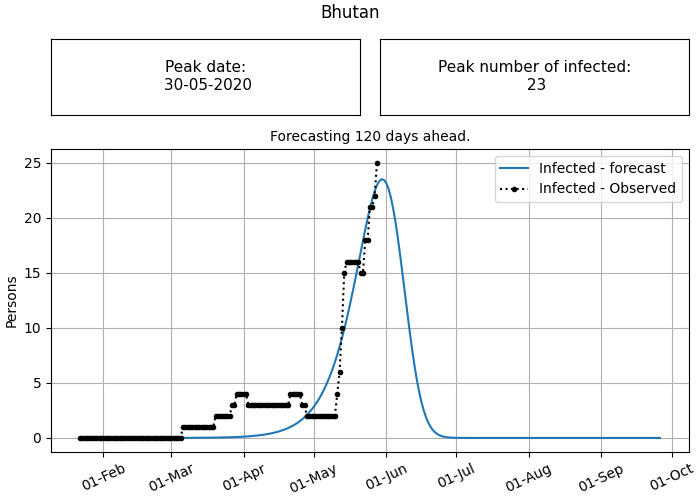 Bhutan
Peak date:
30-05-2020
Peak number of infected:
23
Forecasting 120 days ahead.
Infected - forecast
Infected - Observed
Persons
25
20
15
10
5
0
01-Feb
01-Mar
01-Apr
01-May
01-Jun
01-Jul
01-Aug
01-Sep
01-Oct